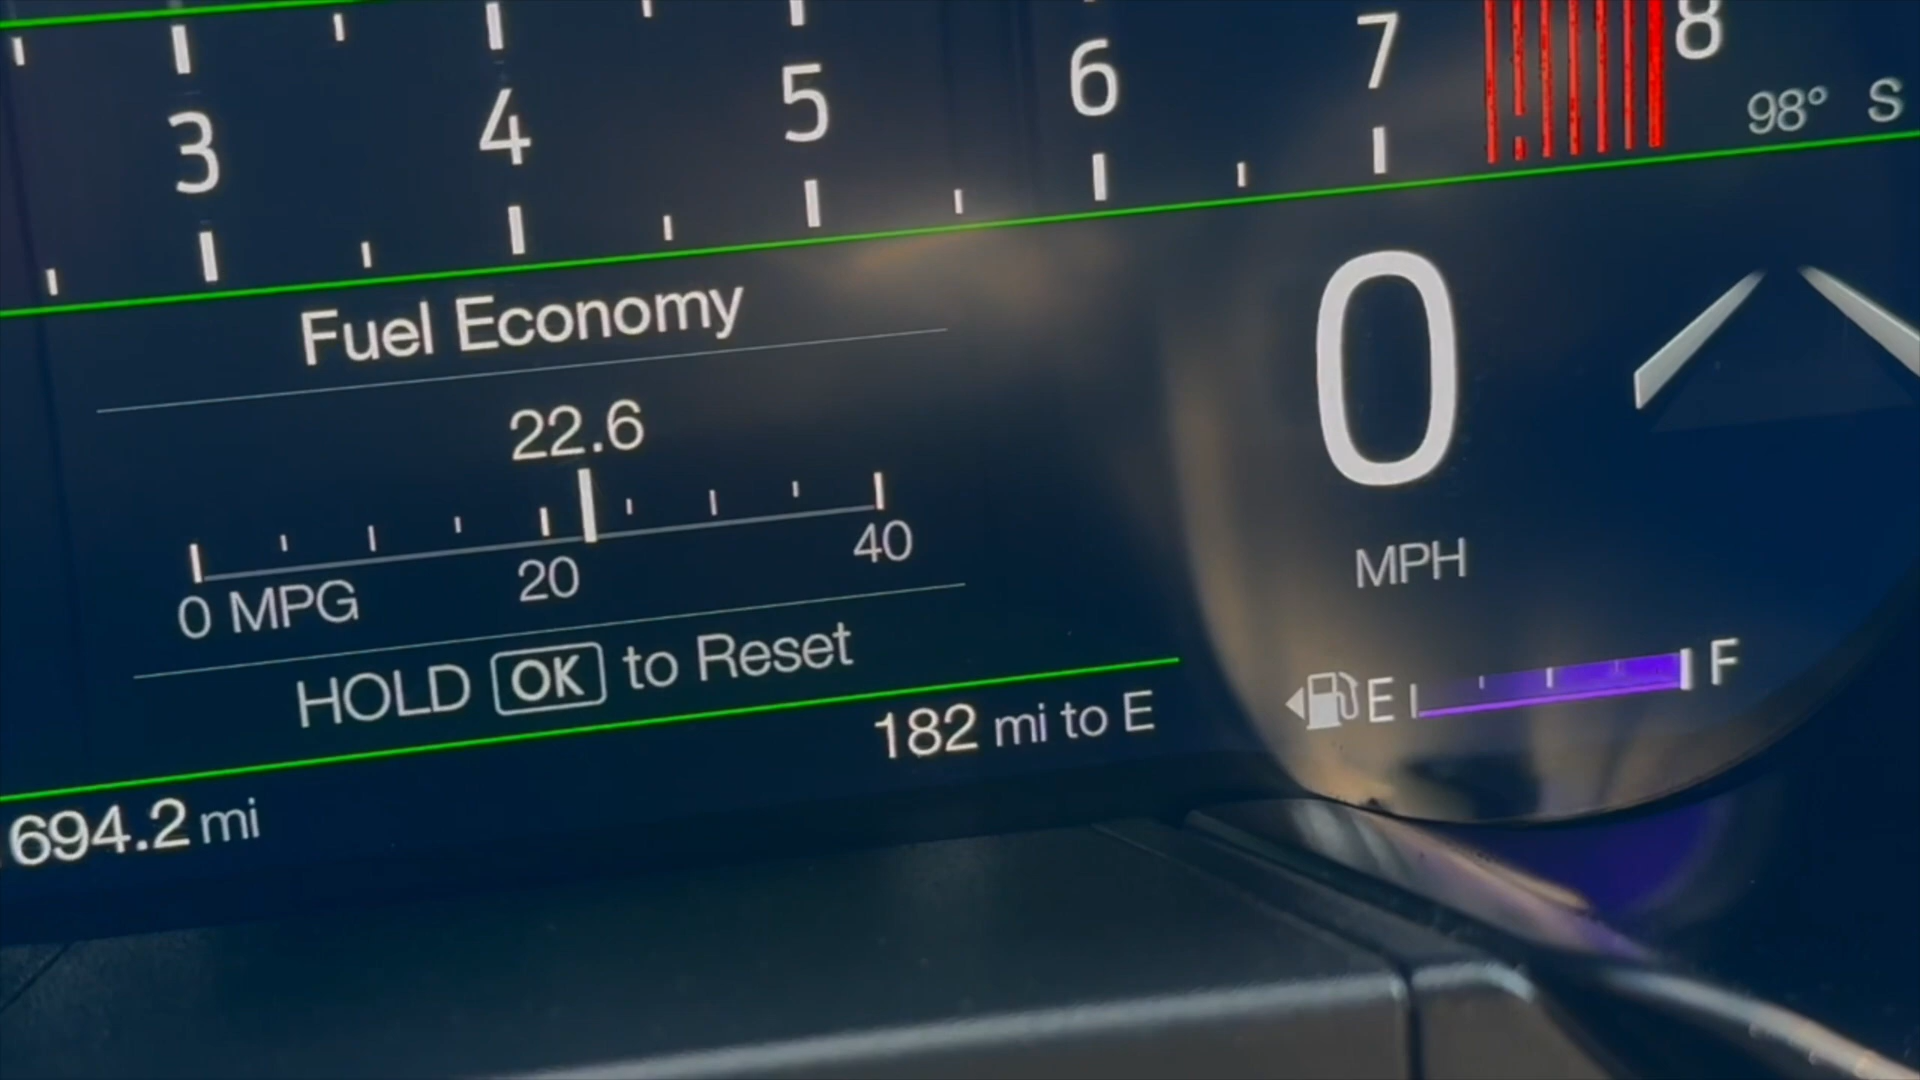 3 4 5 6 7 8
98° S
Fuel Economy
22.6
0 MPG 20 40
HOLD OK to Reset
0
MPH
E F
182 mi to E
694.2 mi